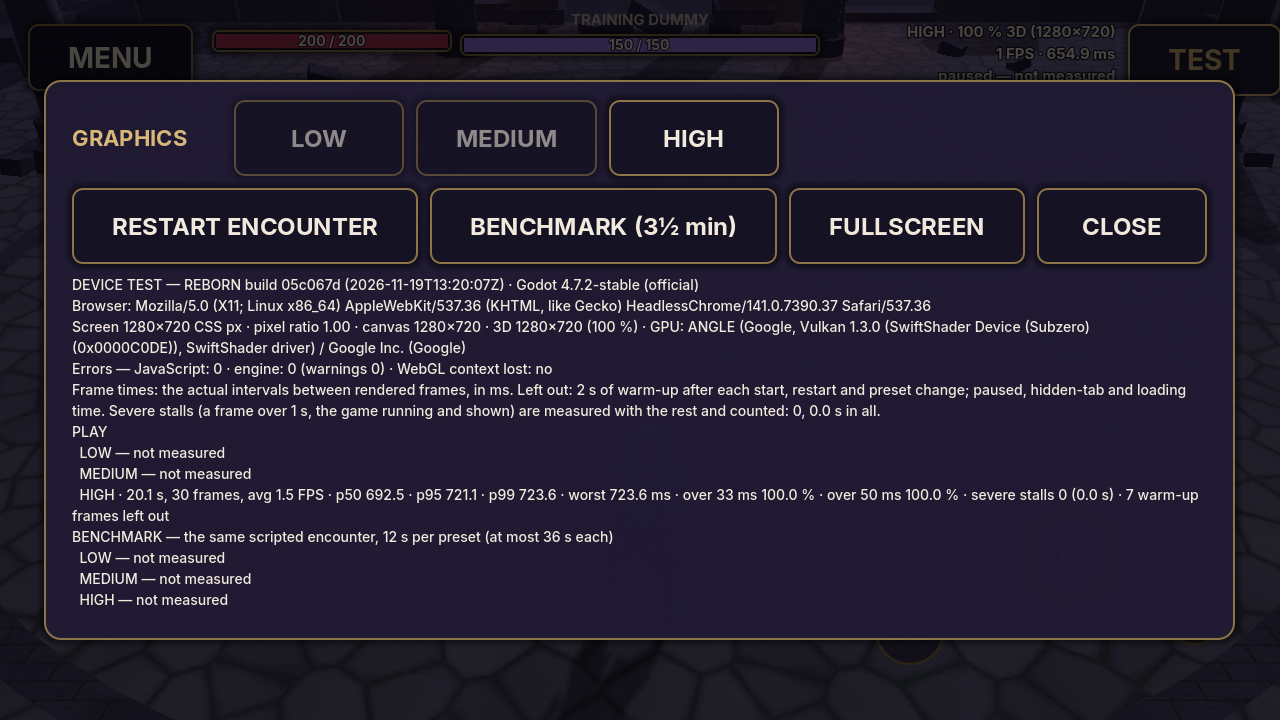 TRAINING DUMMY
MENU
200 / 200
150 / 150
HIGH · 100 % 3D (1280×720)
1 FPS · 654.9 ms
paused — not measured
TEST
GRAPHICS
LOW
MEDIUM
HIGH
RESTART ENCOUNTER
BENCHMARK (3½ min)
FULLSCREEN
CLOSE
DEVICE TEST — REBORN build 05c067d (2026-11-19T13:20:07Z) · Godot 4.7.2-stable (official)
Browser: Mozilla/5.0 (X11; Linux x86_64) AppleWebKit/537.36 (KHTML, like Gecko) HeadlessChrome/141.0.7390.37 Safari/537.36
Screen 1280×720 CSS px · pixel ratio 1.00 · canvas 1280×720 · 3D 1280×720 (100 %) · GPU: ANGLE (Google, Vulkan 1.3.0 (SwiftShader Device (Subzero)
(0x0000C0DE)), SwiftShader driver) / Google Inc. (Google)
Errors — JavaScript: 0 · engine: 0 (warnings 0) · WebGL context lost: no
Frame times: the actual intervals between rendered frames, in ms. Left out: 2 s of warm-up after each start, restart and preset change; paused, hidden-tab and loading
time. Severe stalls (a frame over 1 s, the game running and shown) are measured with the rest and counted: 0, 0.0 s in all.
PLAY
LOW — not measured
MEDIUM — not measured
HIGH · 20.1 s, 30 frames, avg 1.5 FPS · p50 692.5 · p95 721.1 · p99 723.6 · worst 723.6 ms · over 33 ms 100.0 % · over 50 ms 100.0 % · severe stalls 0 (0.0 s) · 7 warm-up
frames left out
BENCHMARK — the same scripted encounter, 12 s per preset (at most 36 s each)
LOW — not measured
MEDIUM — not measured
HIGH — not measured